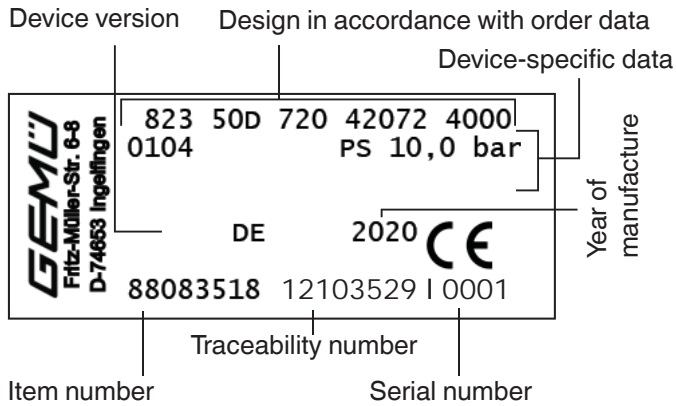 Device version
Design in accordance with order data
Device-specific data
GEMÜ
Fritz-Müller-Str. 6-8
D-74653 Ingelfingen
823 50D 720 42072 4000
0104 PS 10,0 bar
DE 2020 CE
88083518 12103529 I 0001
Year of
manufacture
Traceability number
Item number
Serial number